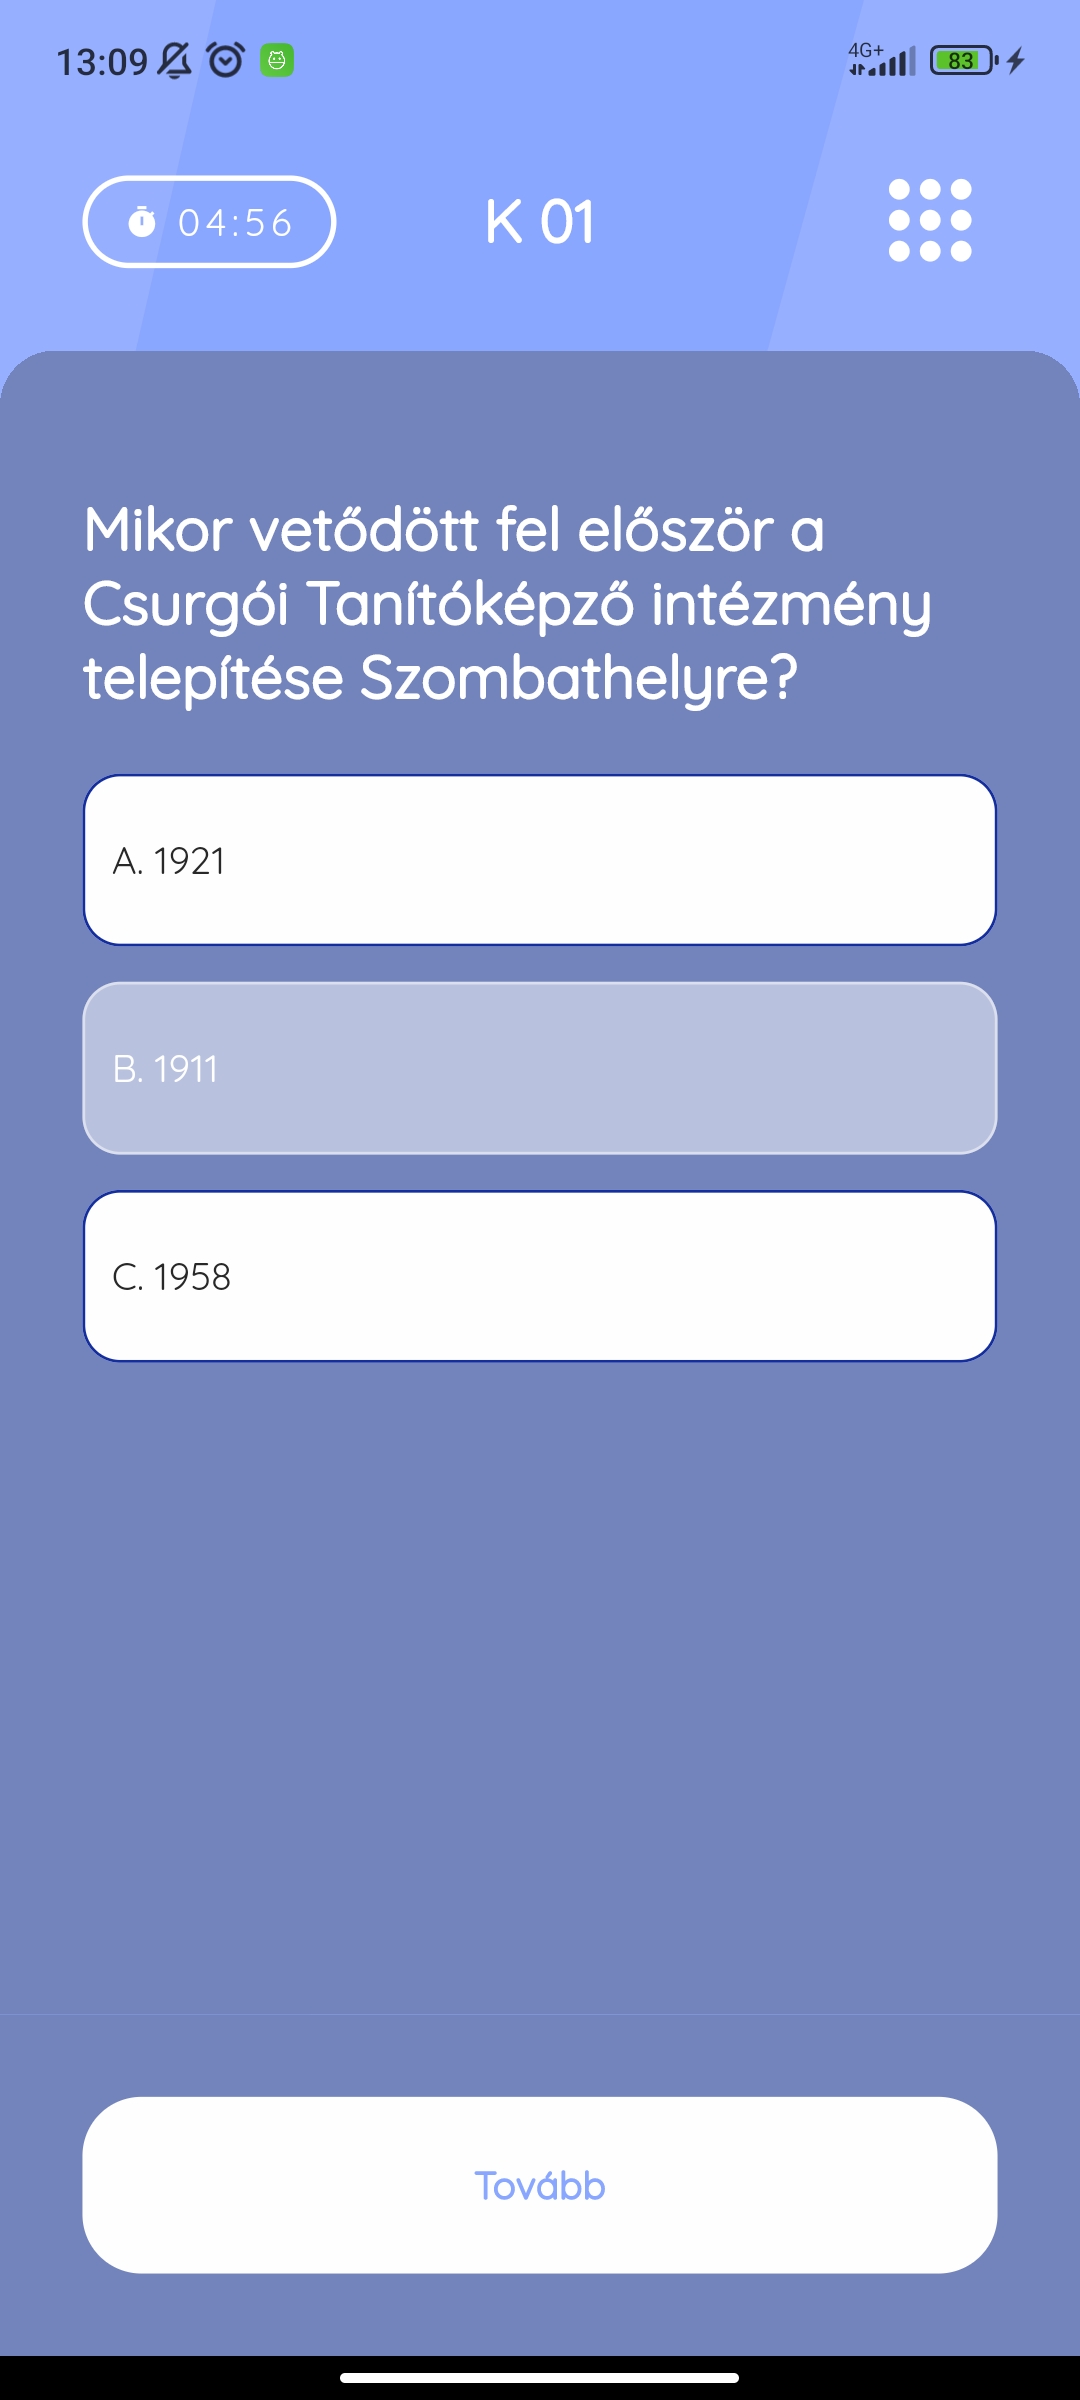 13:09
4G+
83
04:56
K 01
Mikor vetődött fel először a
Csurgói Tanítóképző intézmény
telepítése Szombathelyre?
A. 1921
B. 1911
C. 1958
Tovább